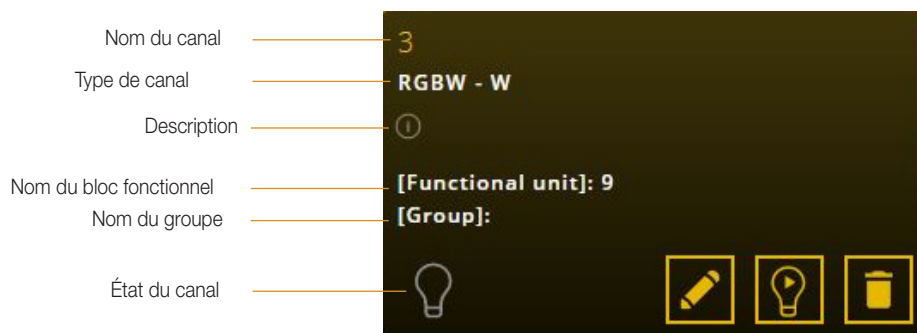 Nom du canal
3
Type de canal
RGBW - W
Description
Nom du bloc fonctionnel
[Functional unit]: 9
Nom du groupe
[Group]:
État du canal